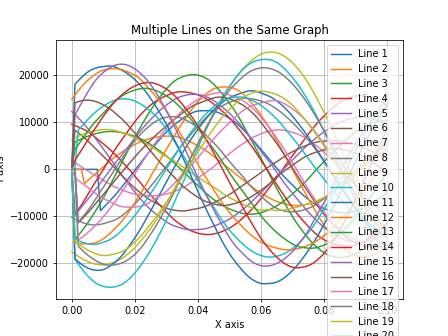 Multiple Lines on the Same Graph
20000
10000
0
−10000
−20000
0.00
0.02
0.04
0.06
X axis
axis
Line 1
Line 2
Line 3
Line 4
Line 5
Line 6
Line 7
Line 8
Line 9
Line 10
Line 11
Line 12
Line 13
Line 14
Line 15
Line 16
Line 17
Line 18
Line 19
Line 20